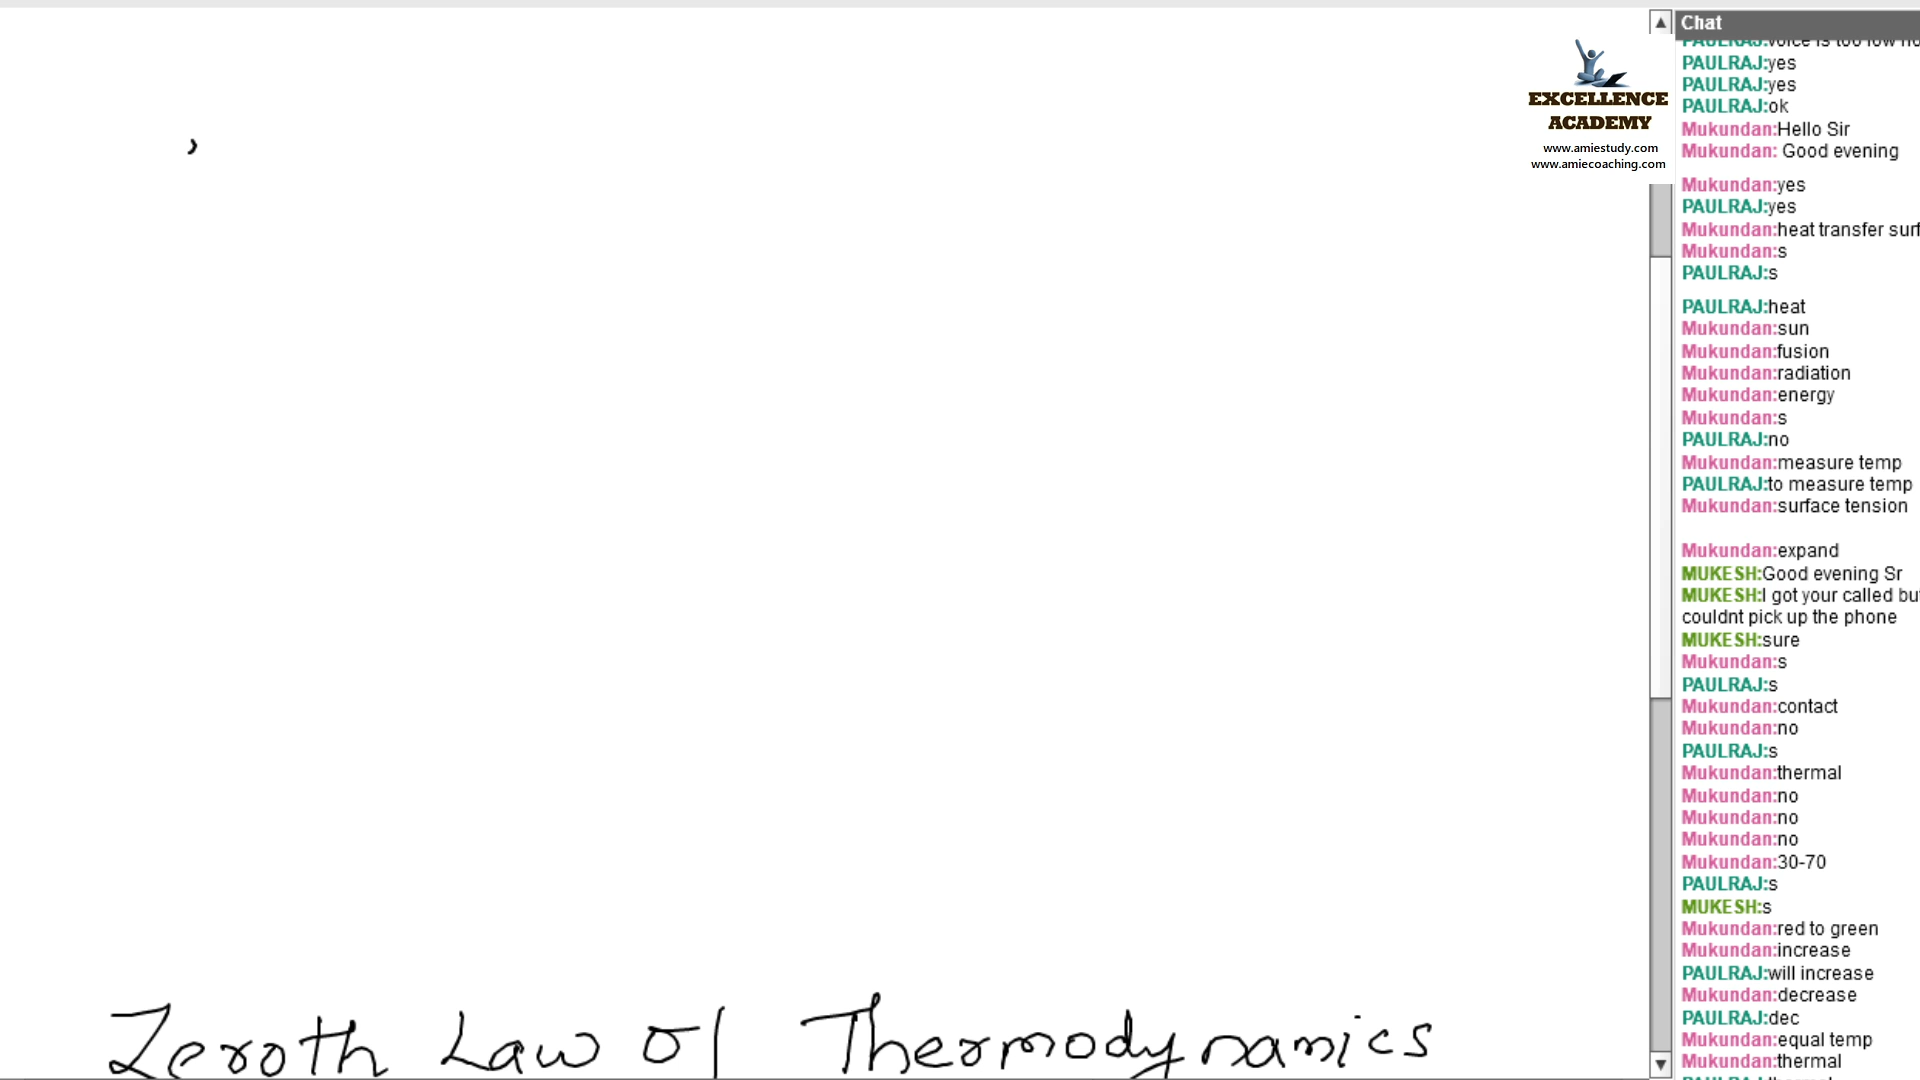 Chat
yes
PAULRAJ:yes
PAULRAJ:yes
PAULRAJ:ok
Mukundan:Hello Sir
Mukundan: Good evening
Mukundan:yes
PAULRAJ:yes
Mukundan:heat transfer
Mukundan:s
PAULRAJ:s
PAULRAJ:heat
Mukundan:sun
Mukundan:fusion
Mukundan:radiation
Mukundan:energy
Mukundan:s
PAULRAJ:no
Mukundan:measure temp
PAULRAJ:to measure temp
Mukundan:surface tension
Mukundan:expand
MUKESH:Good evening Sr
MUKESH:I got your called
couldnt pick up the phone
MUKESH:sure
Mukundan:s
PAULRAJ:s
Mukundan:contact
Mukundan:no
PAULRAJ:s
Mukundan:thermal
Mukundan:no
Mukundan:no
Mukundan:no
Mukundan:30-70
PAULRAJ:s
MUKESH:s
Mukundan:red to green
Mukundan:increase
PAULRAJ:will increase
Mukundan:decrease
PAULRAJ:dec
Mukundan:equal temp
Mukundan:thermal
EXCELLENCE
ACADEMY
www.amiestudy.com
www.amiecoaching.com
Zeroth Law of Thermodynamics